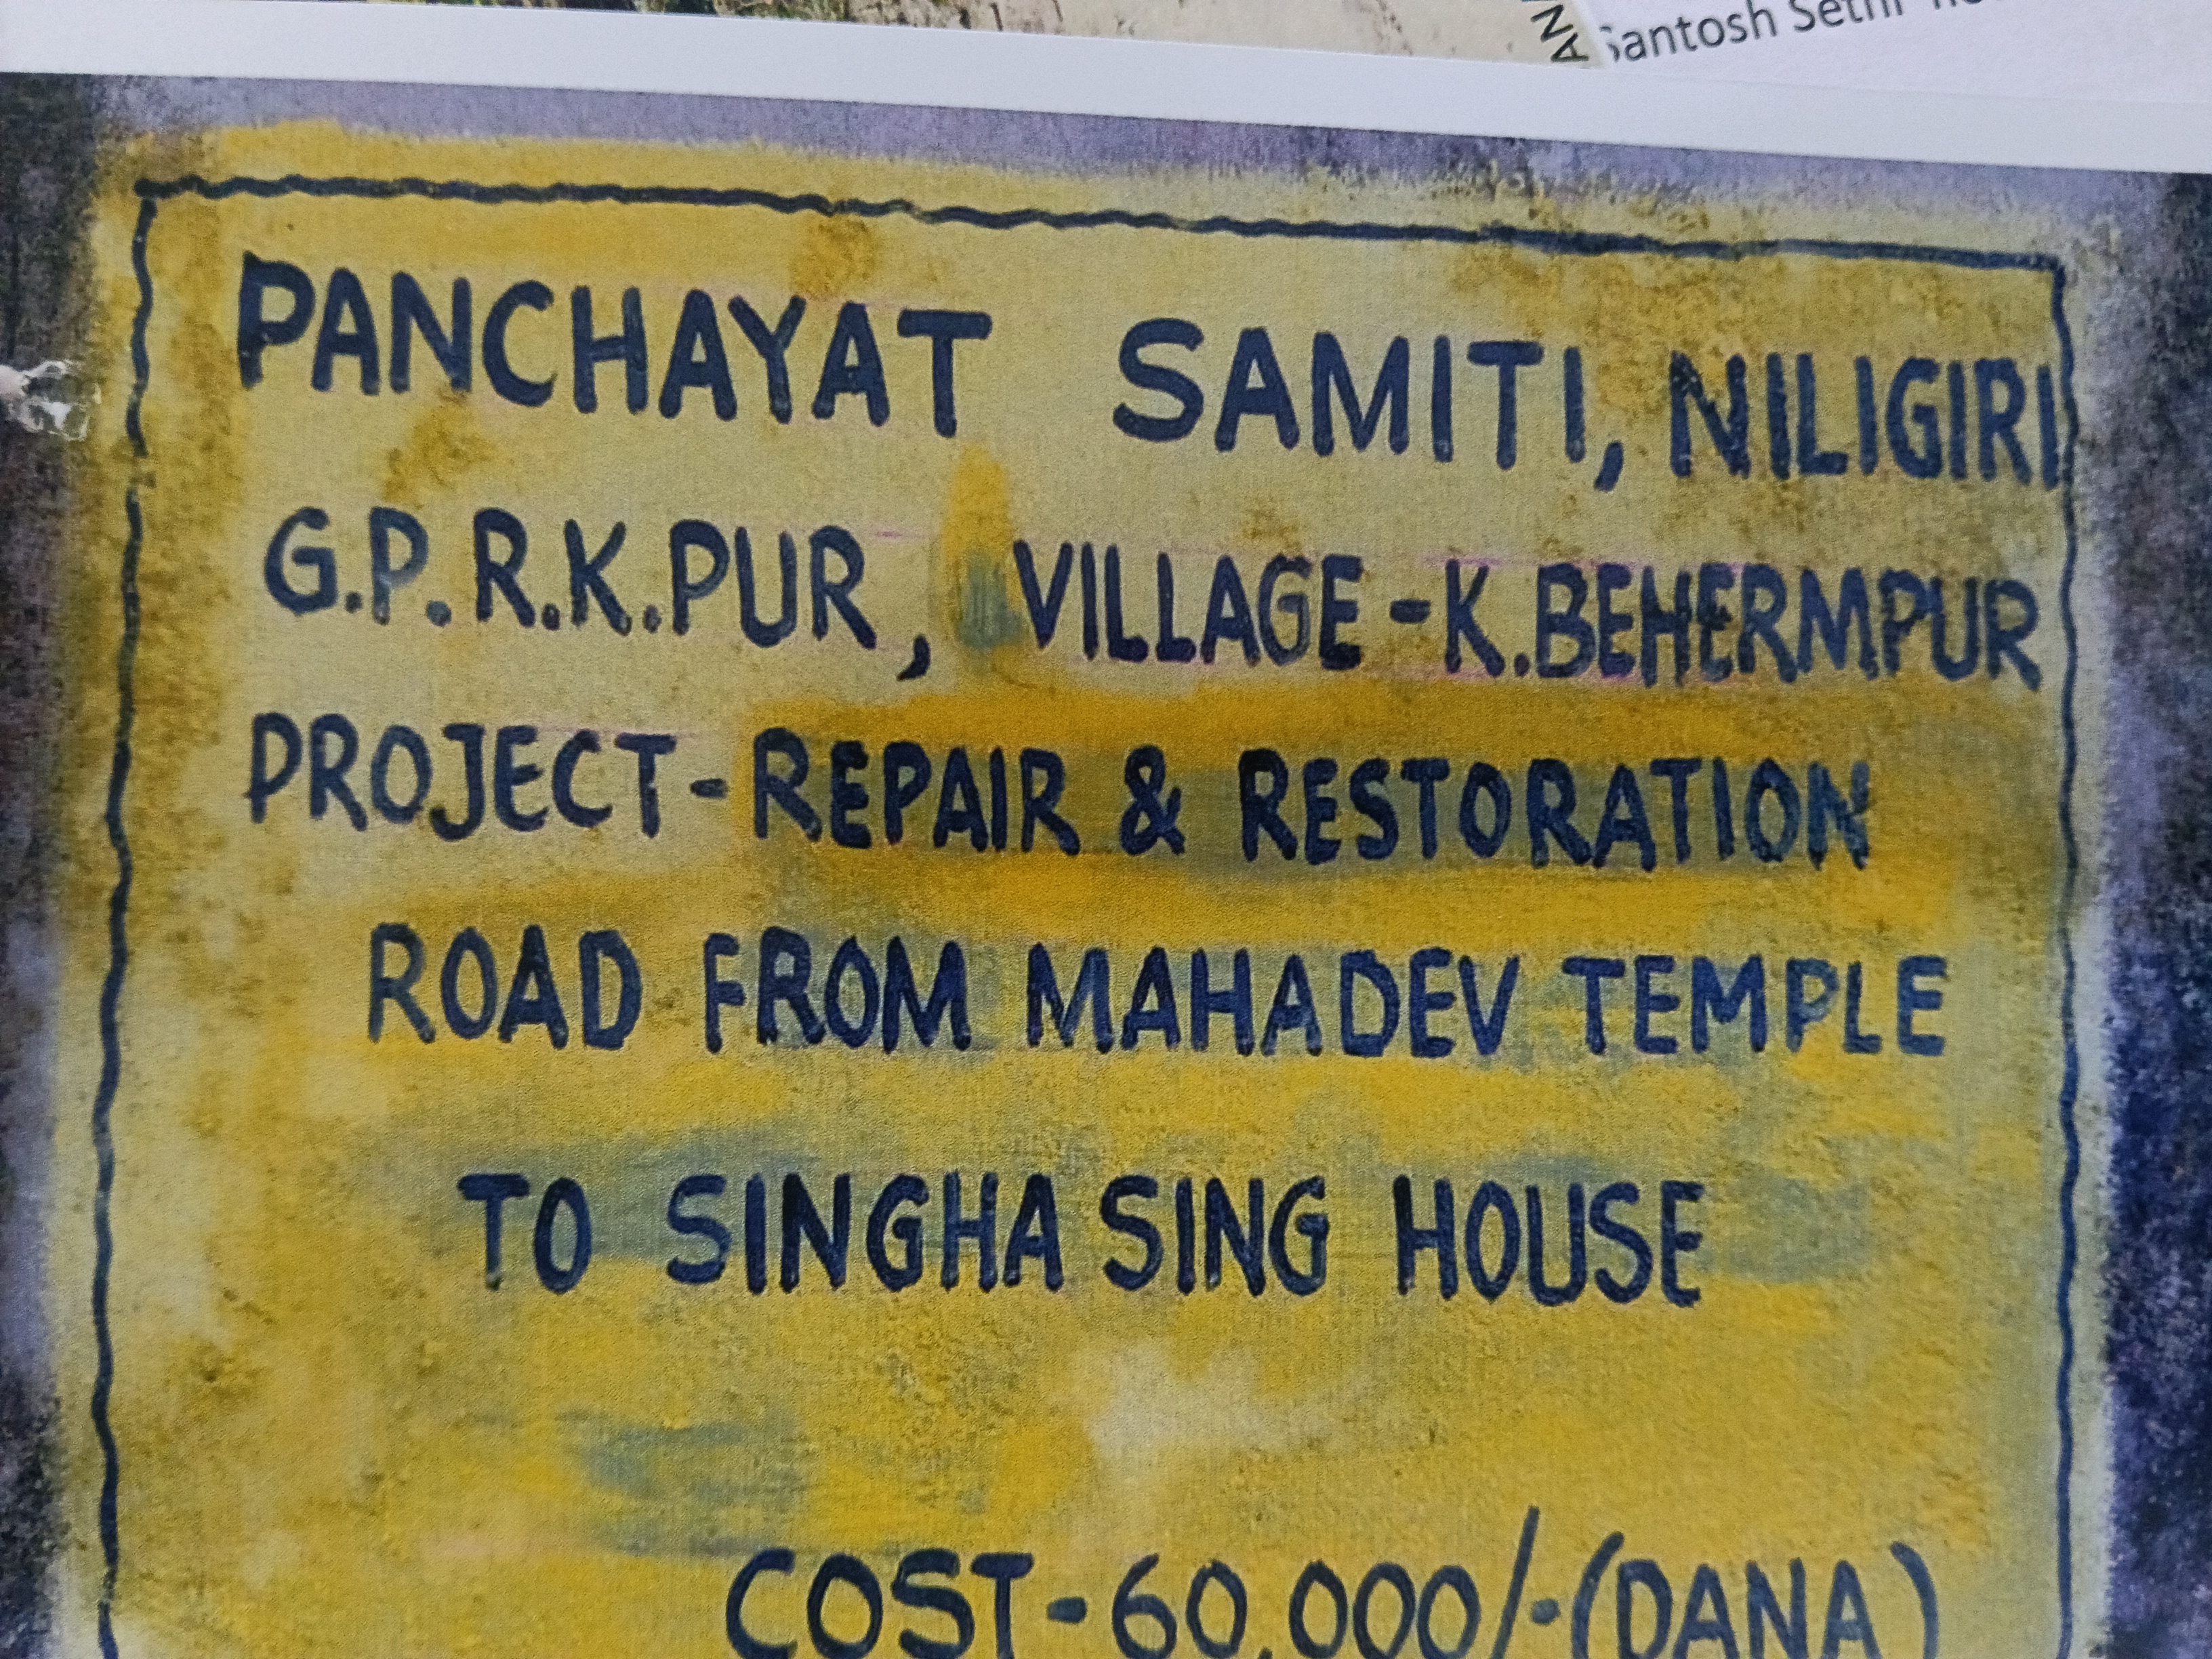 Santosh
PANCHAYAT SAMITI, NILIGIRI
G.P. R.K.PUR, VILLAGE-K.BEHERMPUR
PROJECT-REPAIR & RESTORATION
ROAD FROM MAHADEV TEMPLE
TO SINGHA SING HOUSE
COST-60,000/-(DANA)